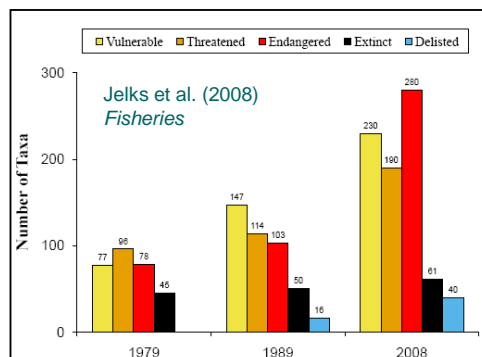 Vulnerable Threatened Endangered Extinct Delisted
Jelks et al. (2008)
Fisheries
Number of Taxa
300
200
100
0
77 96 78 45
147 114 103 50 16
230 190 280 61 40
1979 1989 2008